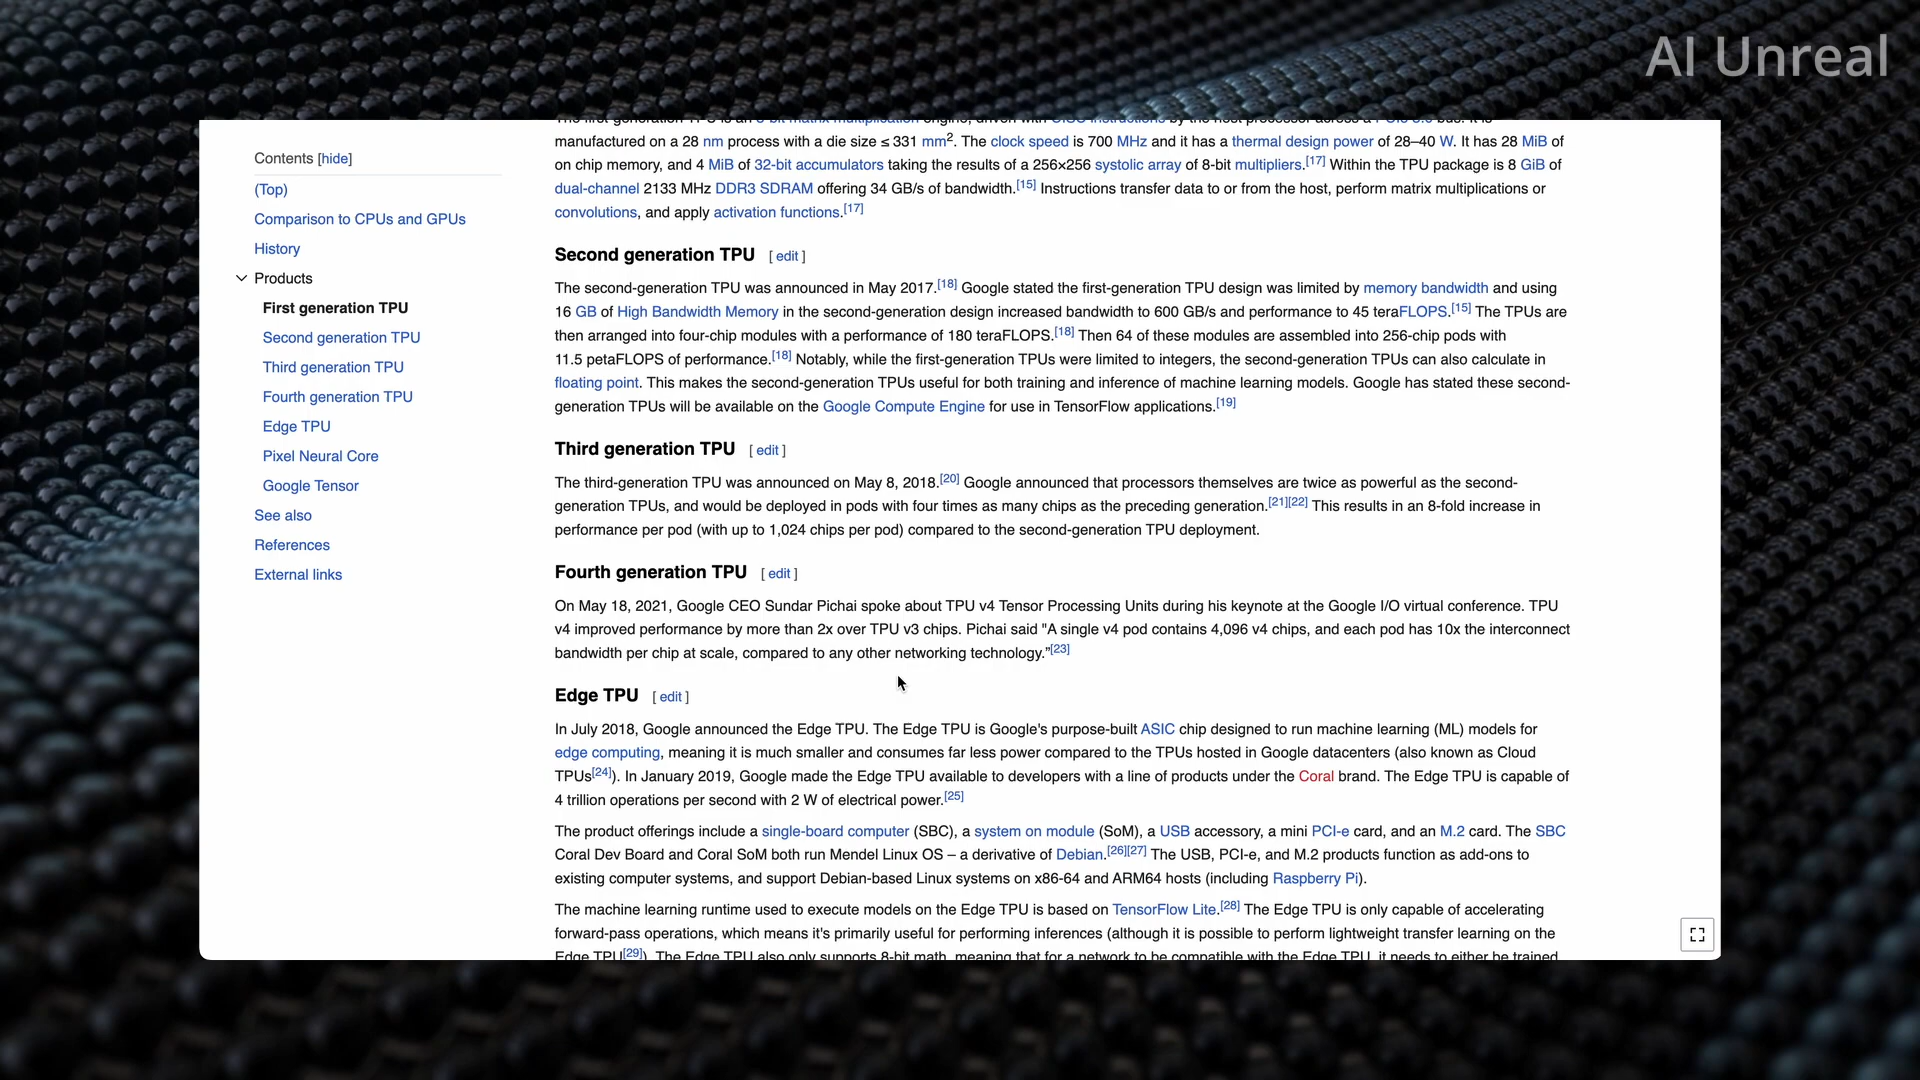 AI Unreal
Contents [hide]
(Top)
Comparison to CPUs and GPUs
History
Products
First generation TPU
Second generation TPU
Third generation TPU
Fourth generation TPU
Edge TPU
Pixel Neural Core
Google Tensor
See also
References
External links
manufactured on a 28 nm process with a die size ≤ 331 mm². The clock speed is 700 MHz and it has a thermal design power of 28–40 W. It has 28 MiB of
on chip memory, and 4 MiB of 32-bit accumulators taking the results of a 256×256 systolic array of 8-bit multipliers.[17] Within the TPU package is 8 GiB of
dual-channel 2133 MHz DDR3 SDRAM offering 34 GB/s of bandwidth.[15] Instructions transfer data to or from the host, perform matrix multiplications or
convolutions, and apply activation functions.[17]
Second generation TPU [ edit ]
The second-generation TPU was announced in May 2017.[18] Google stated the first-generation TPU design was limited by memory bandwidth and using
16 GB of High Bandwidth Memory in the second-generation design increased bandwidth to 600 GB/s and performance to 45 teraFLOPS.[15] The TPUs are
then arranged into four-chip modules with a performance of 180 teraFLOPS.[18] Then 64 of these modules are assembled into 256-chip pods with
11.5 petaFLOPS of performance.[18] Notably, while the first-generation TPUs were limited to integers, the second-generation TPUs can also calculate in
floating point. This makes the second-generation TPUs useful for both training and inference of machine learning models. Google has stated these second-
generation TPUs will be available on the Google Compute Engine for use in TensorFlow applications.[19]
Third generation TPU [ edit ]
The third-generation TPU was announced on May 8, 2018.[20] Google announced that processors themselves are twice as powerful as the second-
generation TPUs, and would be deployed in pods with four times as many chips as the preceding generation.[21][22] This results in an 8-fold increase in
performance per pod (with up to 1,024 chips per pod) compared to the second-generation TPU deployment.
Fourth generation TPU [ edit ]
On May 18, 2021, Google CEO Sundar Pichai spoke about TPU v4 Tensor Processing Units during his keynote at the Google I/O virtual conference. TPU
v4 improved performance by more than 2x over TPU v3 chips. Pichai said "A single v4 pod contains 4,096 v4 chips, and each pod has 10x the interconnect
bandwidth per chip at scale, compared to any other networking technology.”[23]
Edge TPU [ edit ]
In July 2018, Google announced the Edge TPU. The Edge TPU is Google's purpose-built ASIC chip designed to run machine learning (ML) models for
edge computing, meaning it is much smaller and consumes far less power compared to the TPUs hosted in Google datacenters (also known as Cloud
TPUs[24]). In January 2019, Google made the Edge TPU available to developers with a line of products under the Coral brand. The Edge TPU is capable of
4 trillion operations per second with 2 W of electrical power.[25]
The product offerings include a single-board computer (SBC), a system on module (SoM), a USB accessory, a mini PCI-e card, and an M.2 card. The SBC
Coral Dev Board and Coral SoM both run Mendel Linux OS – a derivative of Debian.[26][27] The USB, PCI-e, and M.2 products function as add-ons to
existing computer systems, and support Debian-based Linux systems on x86-64 and ARM64 hosts (including Raspberry Pi).
The machine learning runtime used to execute models on the Edge TPU is based on TensorFlow Lite.[28] The Edge TPU is only capable of accelerating
forward-pass operations, which means it's primarily useful for performing inferences (although it is possible to perform lightweight transfer learning on the
Edge TPU[29]). The Edge TPU also only supports 8-bit math, meaning that for a network to be compatible with the Edge TPU, it needs to either be trained